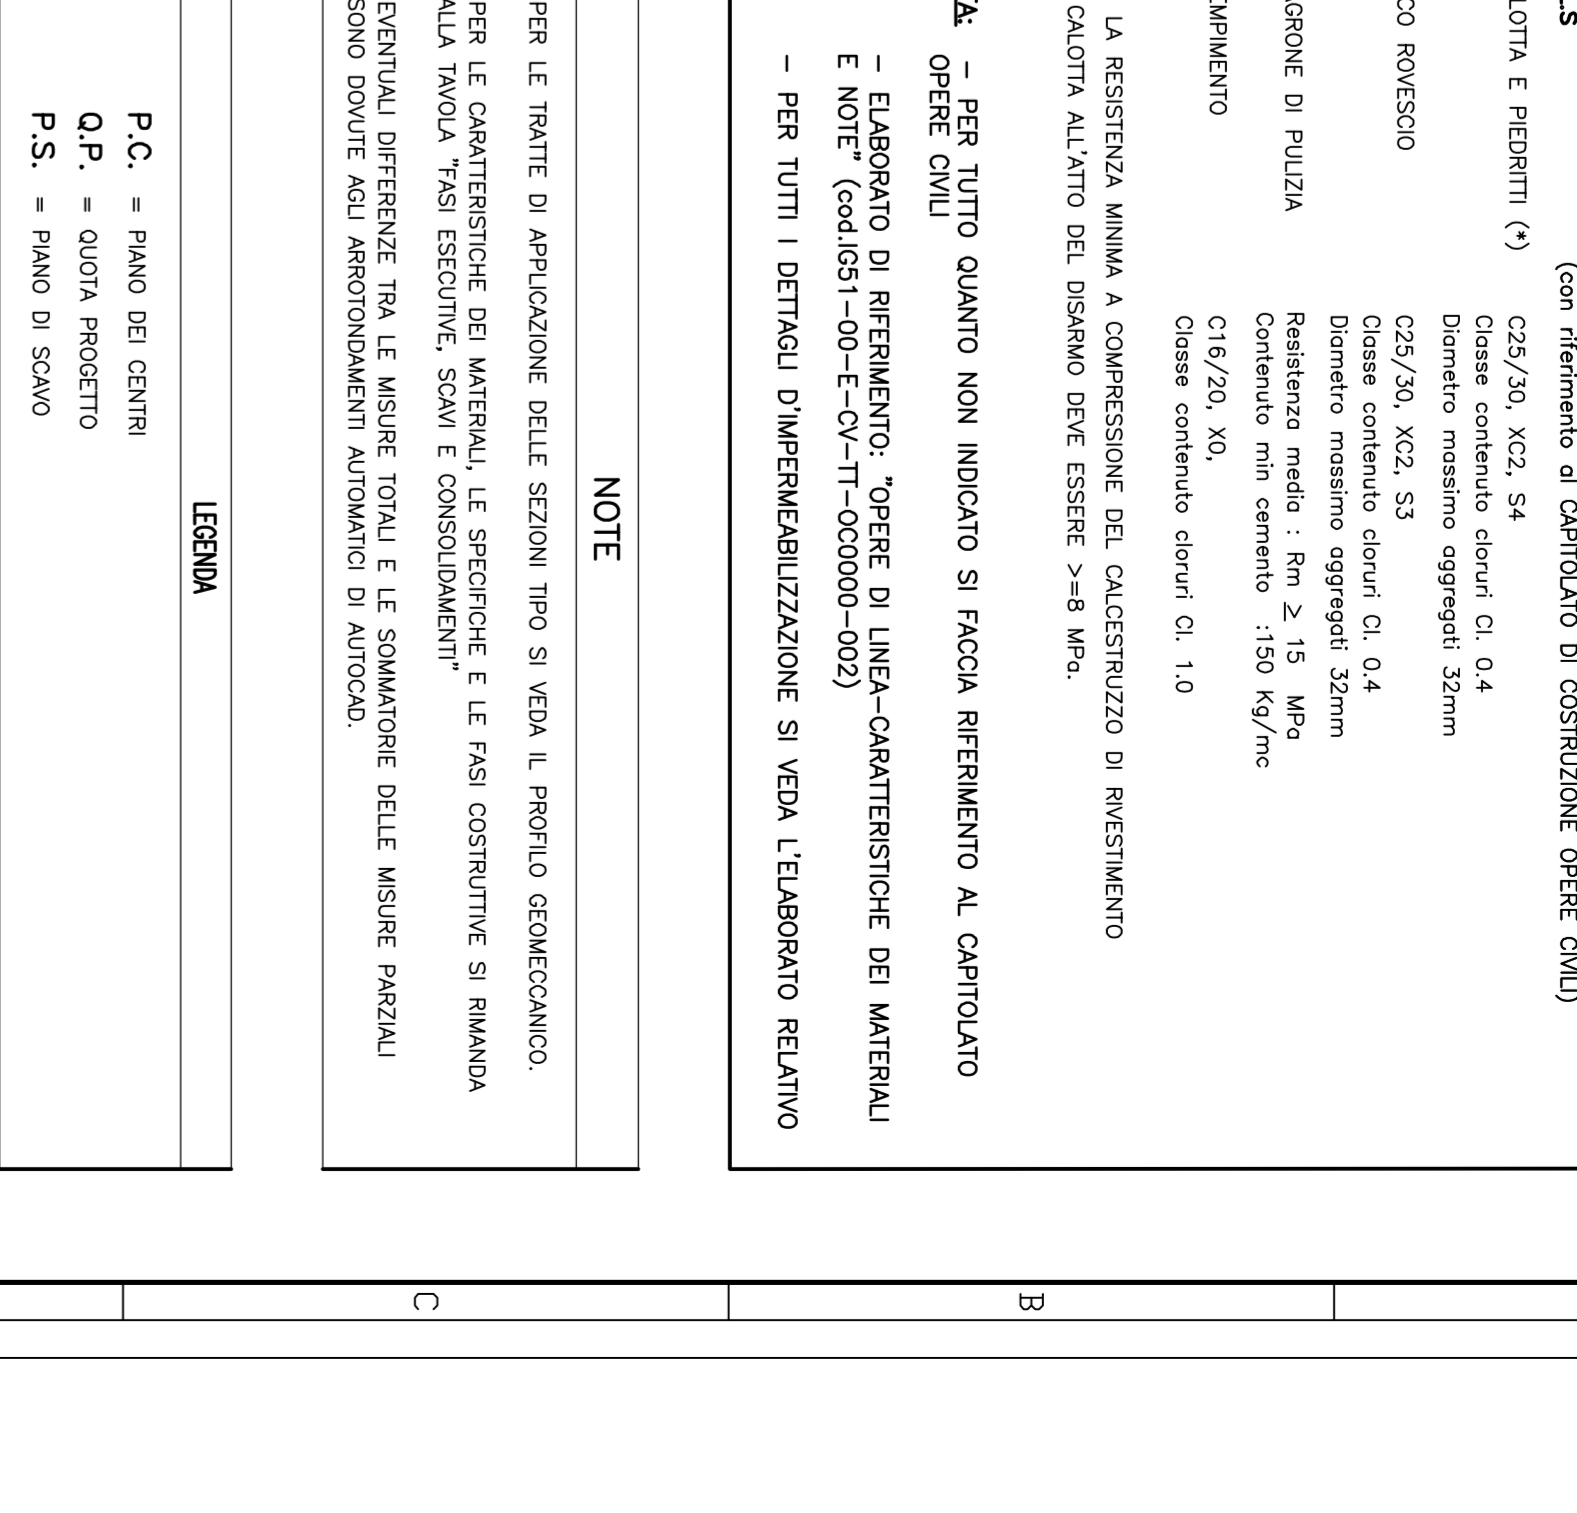 (con riferimento al CAPITOLATO DI COSTRUZIONE OPERE CIVILI)
E PIEDRITTI (*) C25/30, XC2, S4
Classe contenuto cloruri Cl. 0.4
Diametro massimo aggregati 32mm
ROVESCIO C25/30, XC2, S3
Classe contenuto cloruri Cl. 0.4
Diametro massimo aggregati 32mm
DI PULIZIA Resistenza media : Rm ≥ 15 MPa
Contenuto min cemento :150 Kg/mc
C16/20, X0,
Classe contenuto cloruri Cl. 1.0
LA RESISTENZA MINIMA A COMPRESSIONE DEL CALCESTRUZZO DI RIVESTIMENTO
CALOTTA ALL'ATTO DEL DISARMO DEVE ESSERE >=8 MPa.
– PER TUTTO QUANTO NON INDICATO SI FACCIA RIFERIMENTO AL CAPITOLATO
OPERE CIVILI
– ELABORATO DI RIFERIMENTO: "OPERE DI LINEA–CARATTERISTICHE DEI MATERIALI
E NOTE" (cod.IG51–00–E–CV–TT–OC0000–002)
– PER TUTTI I DETTAGLI D'IMPERMEABILIZZAZIONE SI VEDA L'ELABORATO RELATIVO
NOTE
PER LE TRATTE DI APPLICAZIONE DELLE SEZIONI TIPO SI VEDA IL PROFILO GEOMECCANICO.
PER LE CARATTERISTICHE DEI MATERIALI, LE SPECIFICHE E LE FASI COSTRUTTIVE SI RIMANDA
ALLA TAVOLA "FASI ESECUTIVE, SCAVI E CONSOLIDAMENTI"
EVENTUALI DIFFERENZE TRA LE MISURE TOTALI E LE SOMMATORIE DELLE MISURE PARZIALI
SONO DOVUTE AGLI ARROTONDAMENTI AUTOMATICI DI AUTOCAD.
LEGENDA
P.C. = PIANO DEI CENTRI
Q.P. = QUOTA PROGETTO
P.S. = PIANO DI SCAVO
B
C